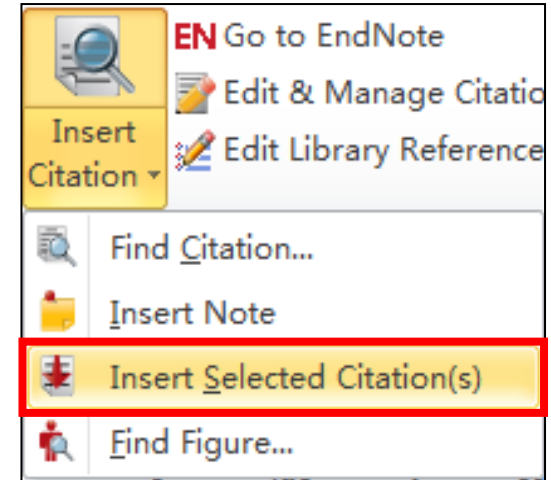 EN Go to EndNote
Edit & Manage Citatio
Edit Library Reference
Insert
Citation
Find Citation...
Insert Note
Insert Selected Citation(s)
Find Figure...